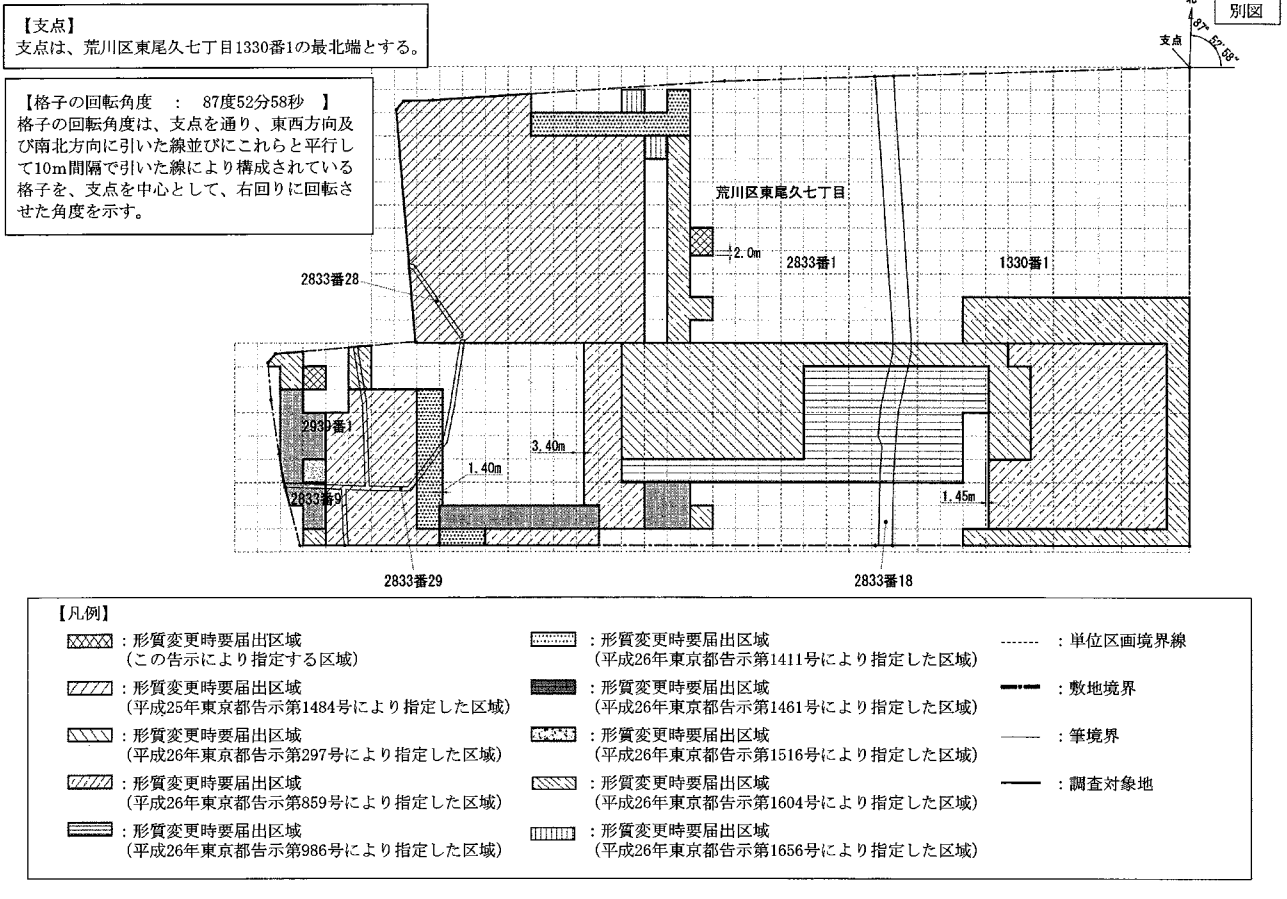 別図
【支点】
支点は、荒川区東尾久七丁目1330番1の最北端とする。
北
87°52′58″
支点
【格子の回転角度 ： 87度52分58秒 】
格子の回転角度は、支点を通り、東西方向及
び南北方向に引いた線並びにこれらと平行し
て10m間隔で引いた線により構成されている
格子を、支点を中心として、右回りに回転さ
せた角度を示す。
荒川区東尾久七丁目
2.0m
2833番1
1330番1
2833番28
2939番1
3.40m
1.40m
2833番9
1.45m
2833番29
2833番18
【凡例】
：形質変更時要届出区域
(この告示により指定する区域)
：形質変更時要届出区域
(平成25年東京都告示第1484号により指定した区域)
：形質変更時要届出区域
(平成26年東京都告示第297号により指定した区域)
：形質変更時要届出区域
(平成26年東京都告示第859号により指定した区域)
：形質変更時要届出区域
(平成26年東京都告示第986号により指定した区域)
：形質変更時要届出区域
(平成26年東京都告示第1411号により指定した区域)
：形質変更時要届出区域
(平成26年東京都告示第1461号により指定した区域)
：形質変更時要届出区域
(平成26年東京都告示第1516号により指定した区域)
：形質変更時要届出区域
(平成26年東京都告示第1604号により指定した区域)
：形質変更時要届出区域
(平成26年東京都告示第1656号により指定した区域)
：単位区画境界線
：敷地境界
：筆境界
：調査対象地